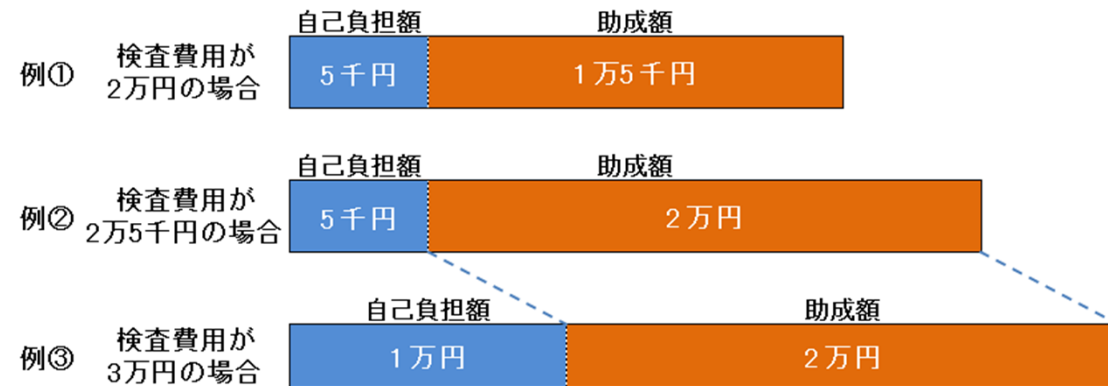 自己負担額 助成額
例① 検査費用が
2万円の場合
5千円 1万5千円
自己負担額 助成額
例② 検査費用が
2万5千円の場合
5千円 2万円
自己負担額 助成額
例③ 検査費用が
3万円の場合
1万円 2万円